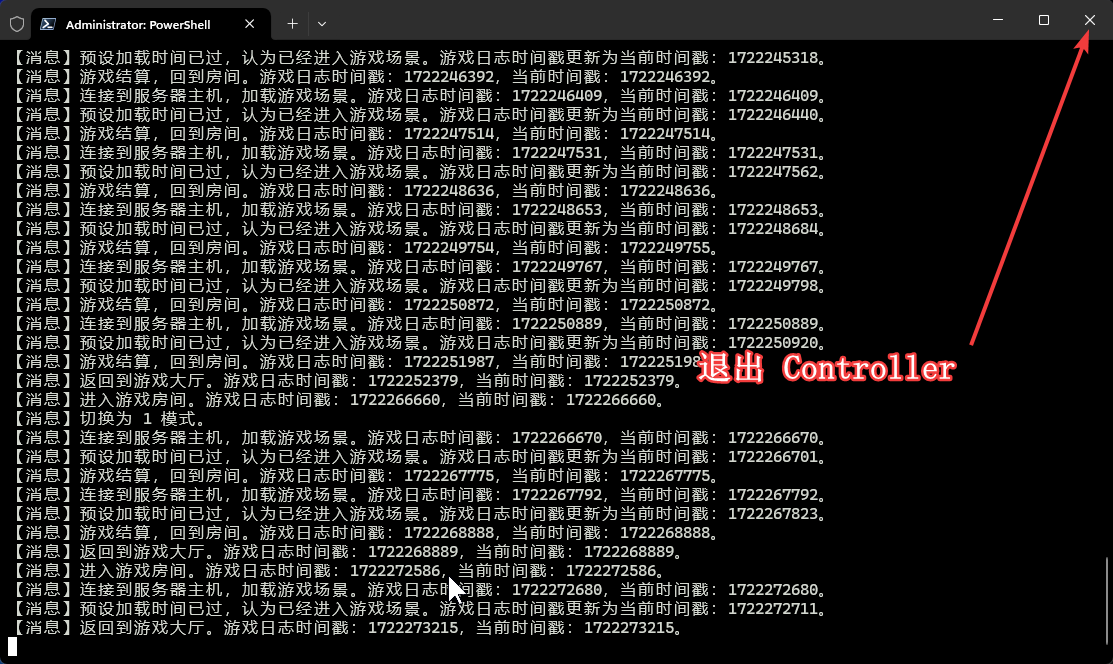 Administrator: PowerShell
【消息】预设加载时间已过，认为已经进入游戏场景。游戏日志时间戳更新为当前时间戳：1722245318。
【消息】游戏结算，回到房间。游戏日志时间戳：1722246392，当前时间戳：1722246392。
【消息】连接到服务器主机，加载游戏场景。游戏日志时间戳：1722246409，当前时间戳：1722246409。
【消息】预设加载时间已过，认为已经进入游戏场景。游戏日志时间戳更新为当前时间戳：1722246440。
【消息】游戏结算，回到房间。游戏日志时间戳：1722247514，当前时间戳：1722247514。
【消息】连接到服务器主机，加载游戏场景。游戏日志时间戳：1722247531，当前时间戳：1722247531。
【消息】预设加载时间已过，认为已经进入游戏场景。游戏日志时间戳更新为当前时间戳：1722247562。
【消息】游戏结算，回到房间。游戏日志时间戳：1722248636，当前时间戳：1722248636。
【消息】连接到服务器主机，加载游戏场景。游戏日志时间戳：1722248653，当前时间戳：1722248653。
【消息】预设加载时间已过，认为已经进入游戏场景。游戏日志时间戳更新为当前时间戳：1722248684。
【消息】游戏结算，回到房间。游戏日志时间戳：1722249754，当前时间戳：1722249755。
【消息】连接到服务器主机，加载游戏场景。游戏日志时间戳：1722249767，当前时间戳：1722249767。
【消息】预设加载时间已过，认为已经进入游戏场景。游戏日志时间戳更新为当前时间戳：1722249798。
【消息】游戏结算，回到房间。游戏日志时间戳：1722250872，当前时间戳：1722250872。
【消息】连接到服务器主机，加载游戏场景。游戏日志时间戳：1722250889，当前时间戳：1722250889。
【消息】预设加载时间已过，认为已经进入游戏场景。游戏日志时间戳更新为当前时间戳：1722250920。
【消息】游戏结算，回到房间。游戏日志时间戳：1722251987，当前时间戳：172225198
退出 Controller
【消息】返回到游戏大厅。游戏日志时间戳：1722252379，当前时间戳：1722252379。
【消息】进入游戏房间。游戏日志时间戳：1722266660，当前时间戳：1722266660。
【消息】切换为 1 模式。
【消息】连接到服务器主机，加载游戏场景。游戏日志时间戳：1722266670，当前时间戳：1722266670。
【消息】预设加载时间已过，认为已经进入游戏场景。游戏日志时间戳更新为当前时间戳：1722266701。
【消息】游戏结算，回到房间。游戏日志时间戳：1722267775，当前时间戳：1722267775。
【消息】连接到服务器主机，加载游戏场景。游戏日志时间戳：1722267792，当前时间戳：1722267792。
【消息】预设加载时间已过，认为已经进入游戏场景。游戏日志时间戳更新为当前时间戳：1722267823。
【消息】游戏结算，回到房间。游戏日志时间戳：1722268888，当前时间戳：1722268888。
【消息】返回到游戏大厅。游戏日志时间戳：1722268889，当前时间戳：1722268889。
【消息】进入游戏房间。游戏日志时间戳：1722272586，当前时间戳：1722272586。
【消息】连接到服务器主机，加载游戏场景。游戏日志时间戳：1722272680，当前时间戳：1722272680。
【消息】预设加载时间已过，认为已经进入游戏场景。游戏日志时间戳更新为当前时间戳：1722272711。
【消息】返回到游戏大厅。游戏日志时间戳：1722273215，当前时间戳：1722273215。